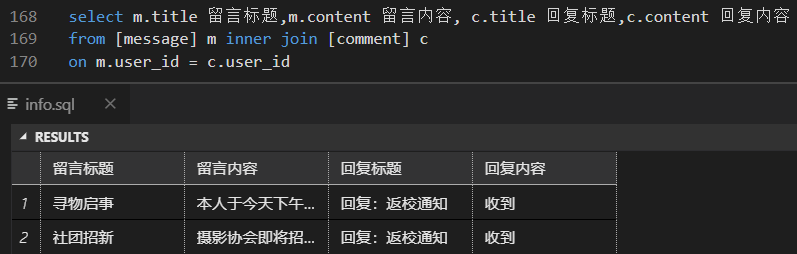 168 select m.title 留言标题,m.content 留言内容, c.title 回复标题,c.content 回复内容
169 from [message] m inner join [comment] c
170 on m.user_id = c.user_id
info.sql
RESULTS
留言标题 留言内容 回复标题 回复内容
1 寻物启事 本人于今天下午... 回复：返校通知 收到
2 社团招新 摄影协会即将招... 回复：返校通知 收到